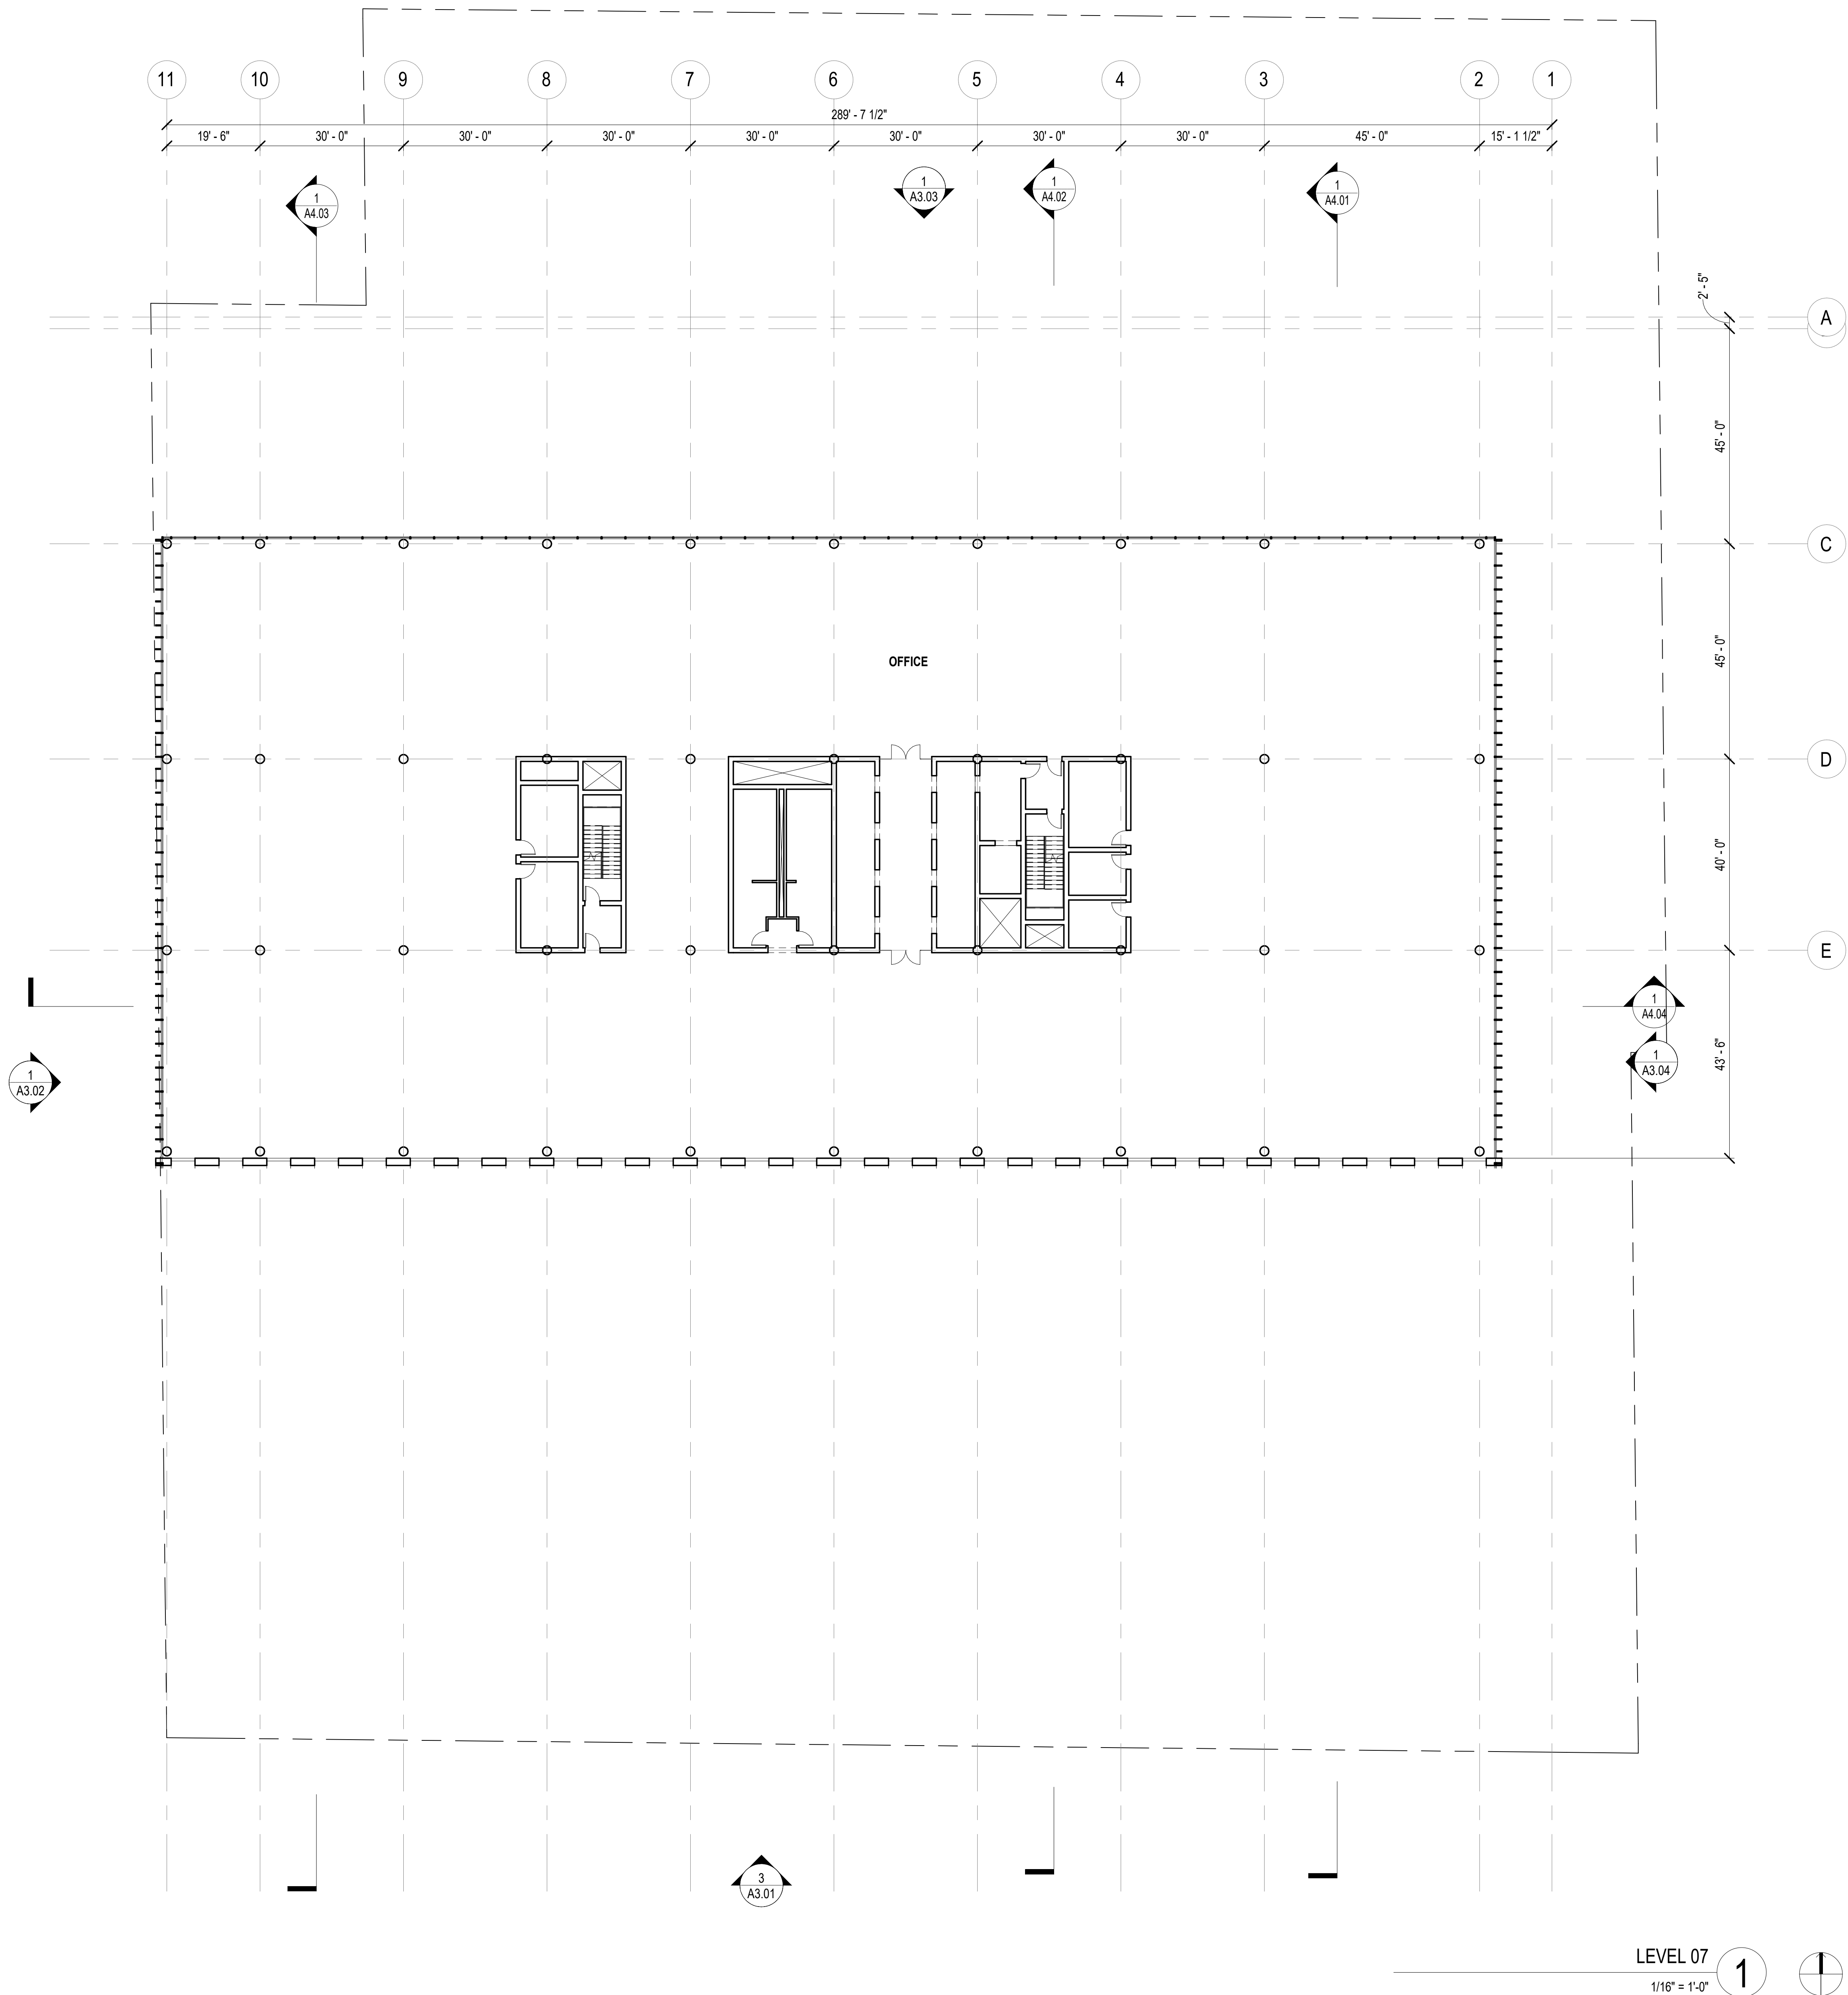 11 10 9 8 7 6 5 4 3 2 1
289' - 7 1/2"
19' - 6" 30' - 0" 30' - 0" 30' - 0" 30' - 0" 30' - 0" 30' - 0" 30' - 0" 45' - 0" 15' - 1 1/2"
1
A4.03
1
A3.03
1
A4.02
1
A4.01
2' - 5"
A
45' - 0"
C
45' - 0"
OFFICE
D
40' - 0"
E
1
A4.04
43' - 6"
1
A3.02
1
A3.04
3
A3.01
LEVEL 07
1
1/16" = 1'-0"